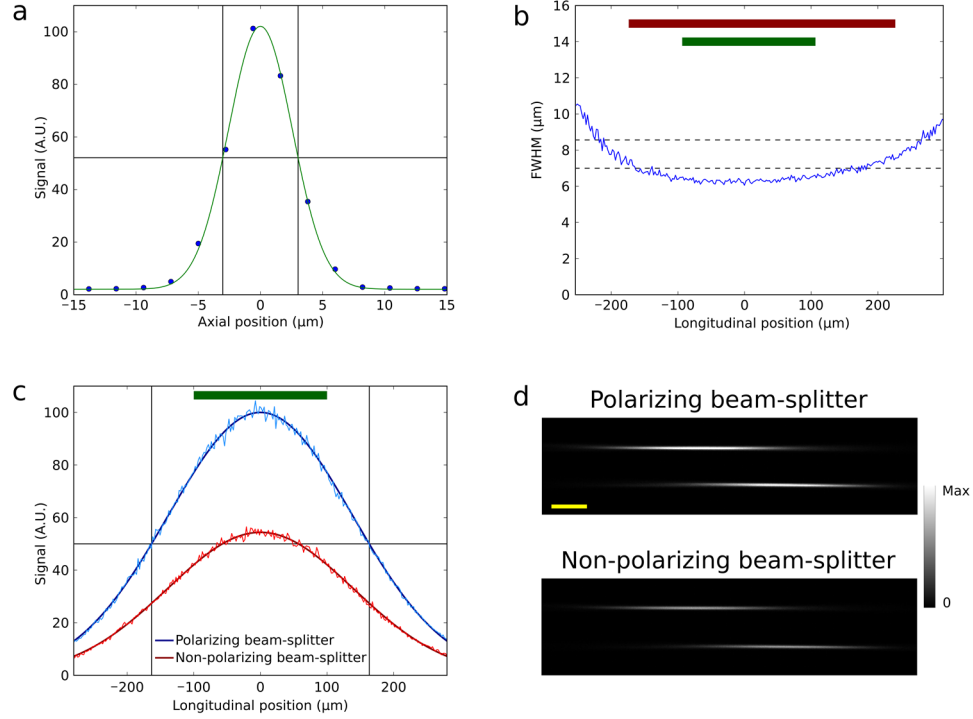 a
110
100
80
60
40
20
0
Signal (A.U.)
−15
−10
−5
0
5
10
15
Axial position (μm)
b
16
14
12
10
8
6
4
2
0
FWHM (μm)
−200
−100
0
100
200
Longitudinal position (μm)
c
100
80
60
40
20
0
Signal (A.U.)
Polarizing beam-splitter
Non-polarizing beam-splitter
−200
−100
0
100
200
Longitudinal position (μm)
d
Polarizing beam-splitter
Non-polarizing beam-splitter
Max
0